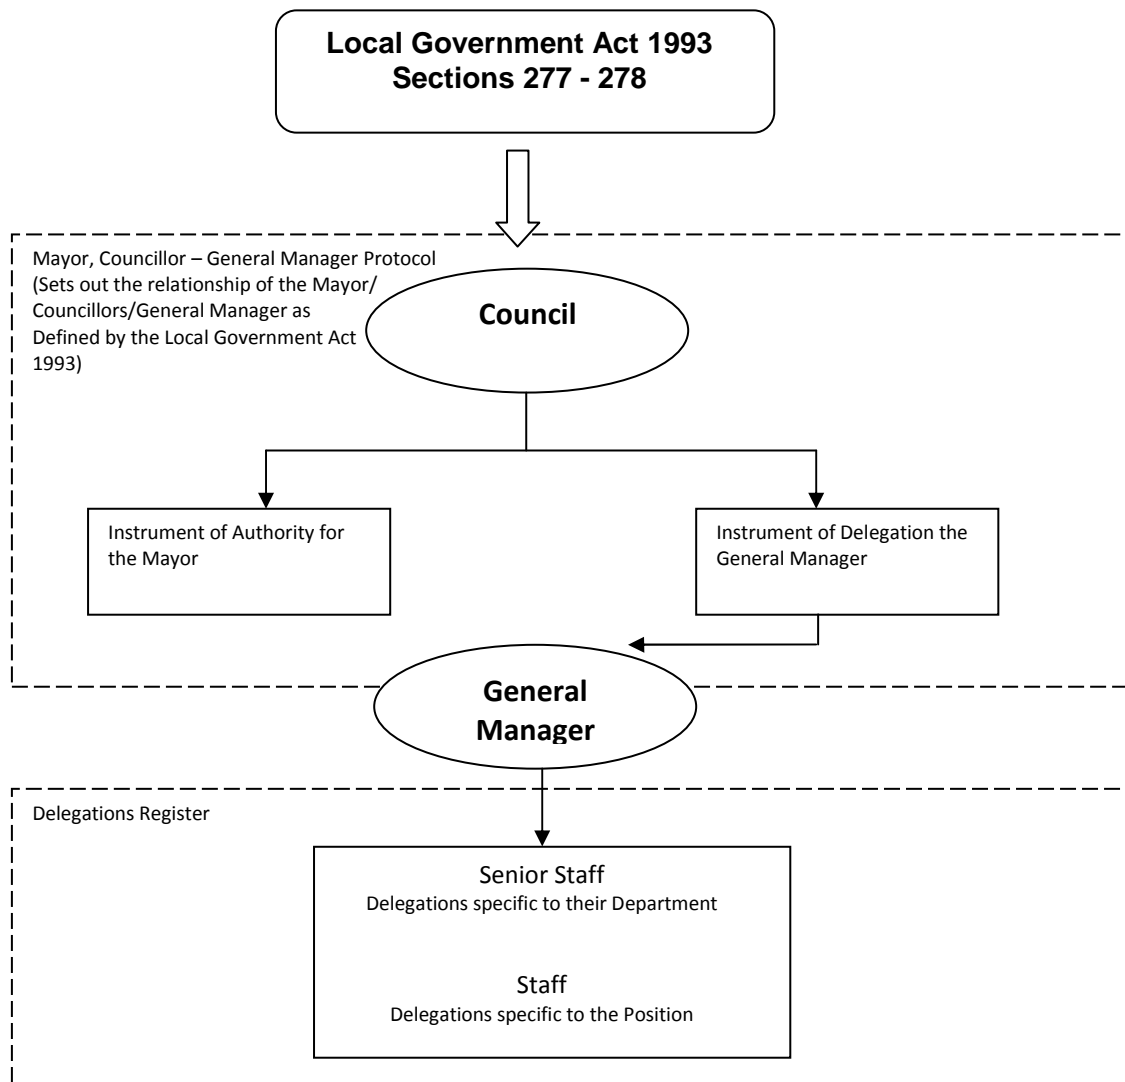 Local Government Act 1993
Sections 277 - 278
Mayor, Councillor – General Manager Protocol
(Sets out the relationship of the Mayor/
Councillors/General Manager as
Defined by the Local Government Act
1993)
Council
Instrument of Authority for
the Mayor
Instrument of Delegation the
General Manager
General
Manager
Delegations Register
Senior Staff
Delegations specific to their Department
Staff
Delegations specific to the Position